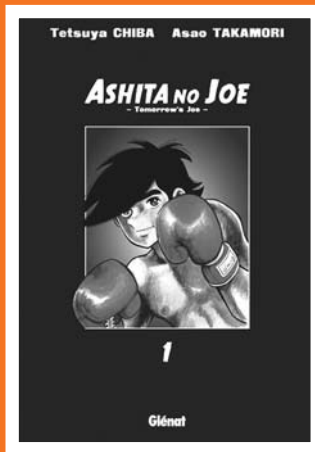 Tetsuya CHIBA Asao TAKAMORI
ASHITA NO JOE
- Tomorrow's Joe -
1
Glénat